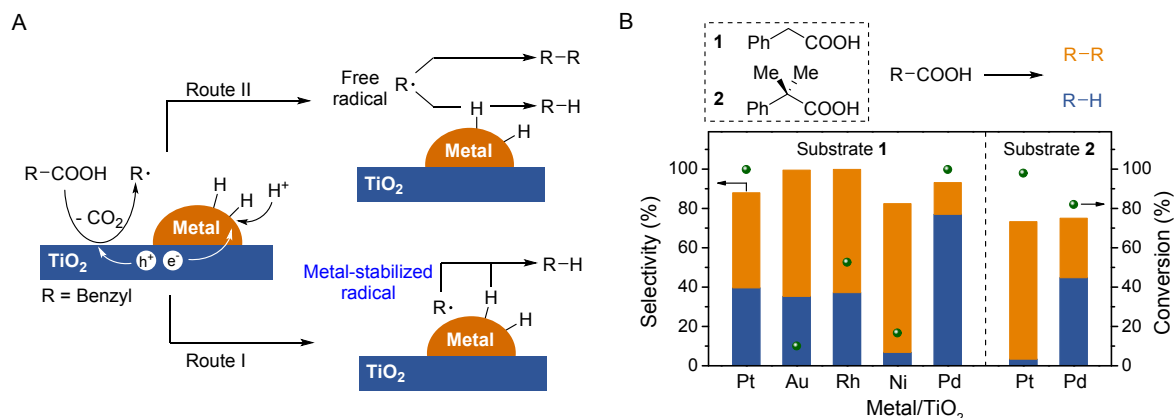 A
Route II
Free
radical
R·
R–R
R–H
H
H
Metal
TiO₂
R–COOH
R·
- CO₂
H
H
H⁺
Metal
TiO₂
h⁺
e⁻
R = Benzyl
Route I
Metal-stabilized
radical
R·
H
H
R–H
Metal
TiO₂
B
1
Ph
COOH
Me
Me
2
Ph
COOH
R–COOH
R–R
R–H
Substrate 1
Substrate 2
Selectivity (%)
100
80
60
40
20
0
Conversion (%)
100
80
60
40
20
0
Pt
Au
Rh
Ni
Pd
Pt
Pd
Metal/TiO₂